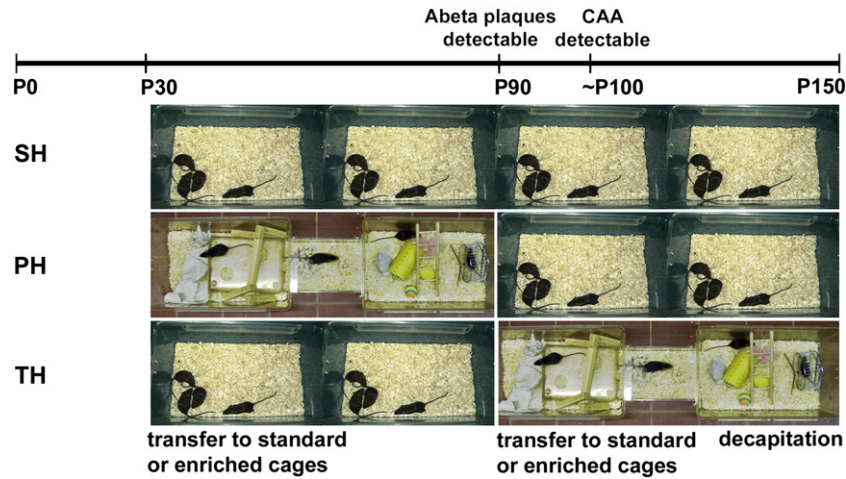 Abeta plaques
detectable
CAA
detectable
P0
P30
P90
~P100
P150
SH
PH
TH
transfer to standard
or enriched cages
transfer to standard
or enriched cages
decapitation